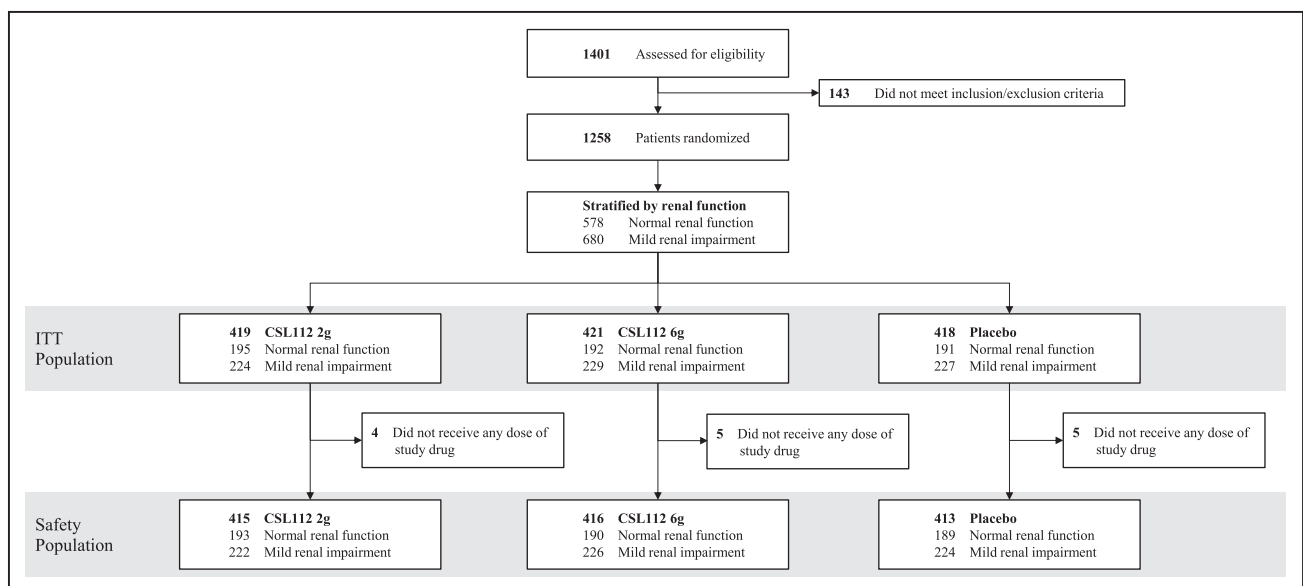 1401 Assessed for eligibility
143 Did not meet inclusion/exclusion criteria
1258 Patients randomized
Stratified by renal function
578 Normal renal function
680 Mild renal impairment
ITT
Population
419 CSL112 2g
195 Normal renal function
224 Mild renal impairment
421 CSL112 6g
192 Normal renal function
229 Mild renal impairment
418 Placebo
191 Normal renal function
227 Mild renal impairment
4 Did not receive any dose of
study drug
5 Did not receive any dose of
study drug
5 Did not receive any dose of
study drug
Safety
Population
415 CSL112 2g
193 Normal renal function
222 Mild renal impairment
416 CSL112 6g
190 Normal renal function
226 Mild renal impairment
413 Placebo
189 Normal renal function
224 Mild renal impairment